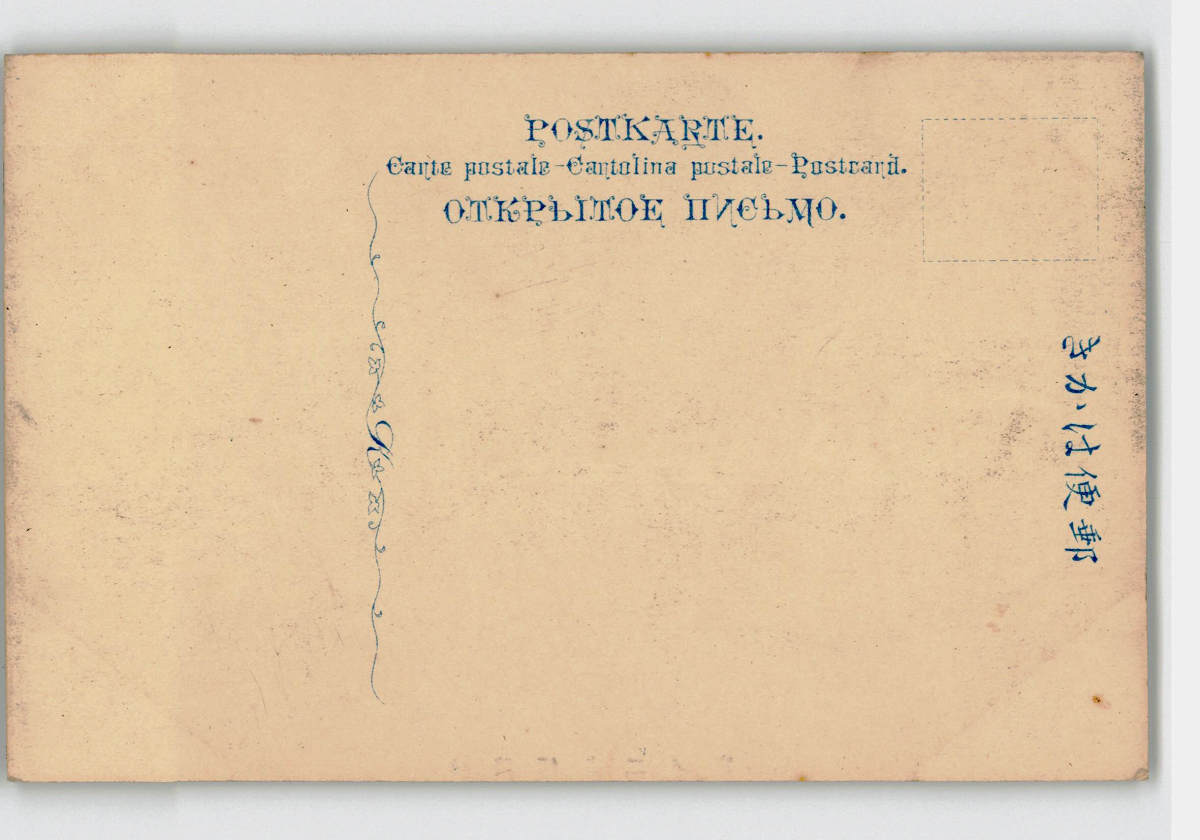 POSTKARTE.
Carte postale-Cartolina postale-Postcard.
ОТКРЫТОЕ ПИСЬМО.
郵便はかき